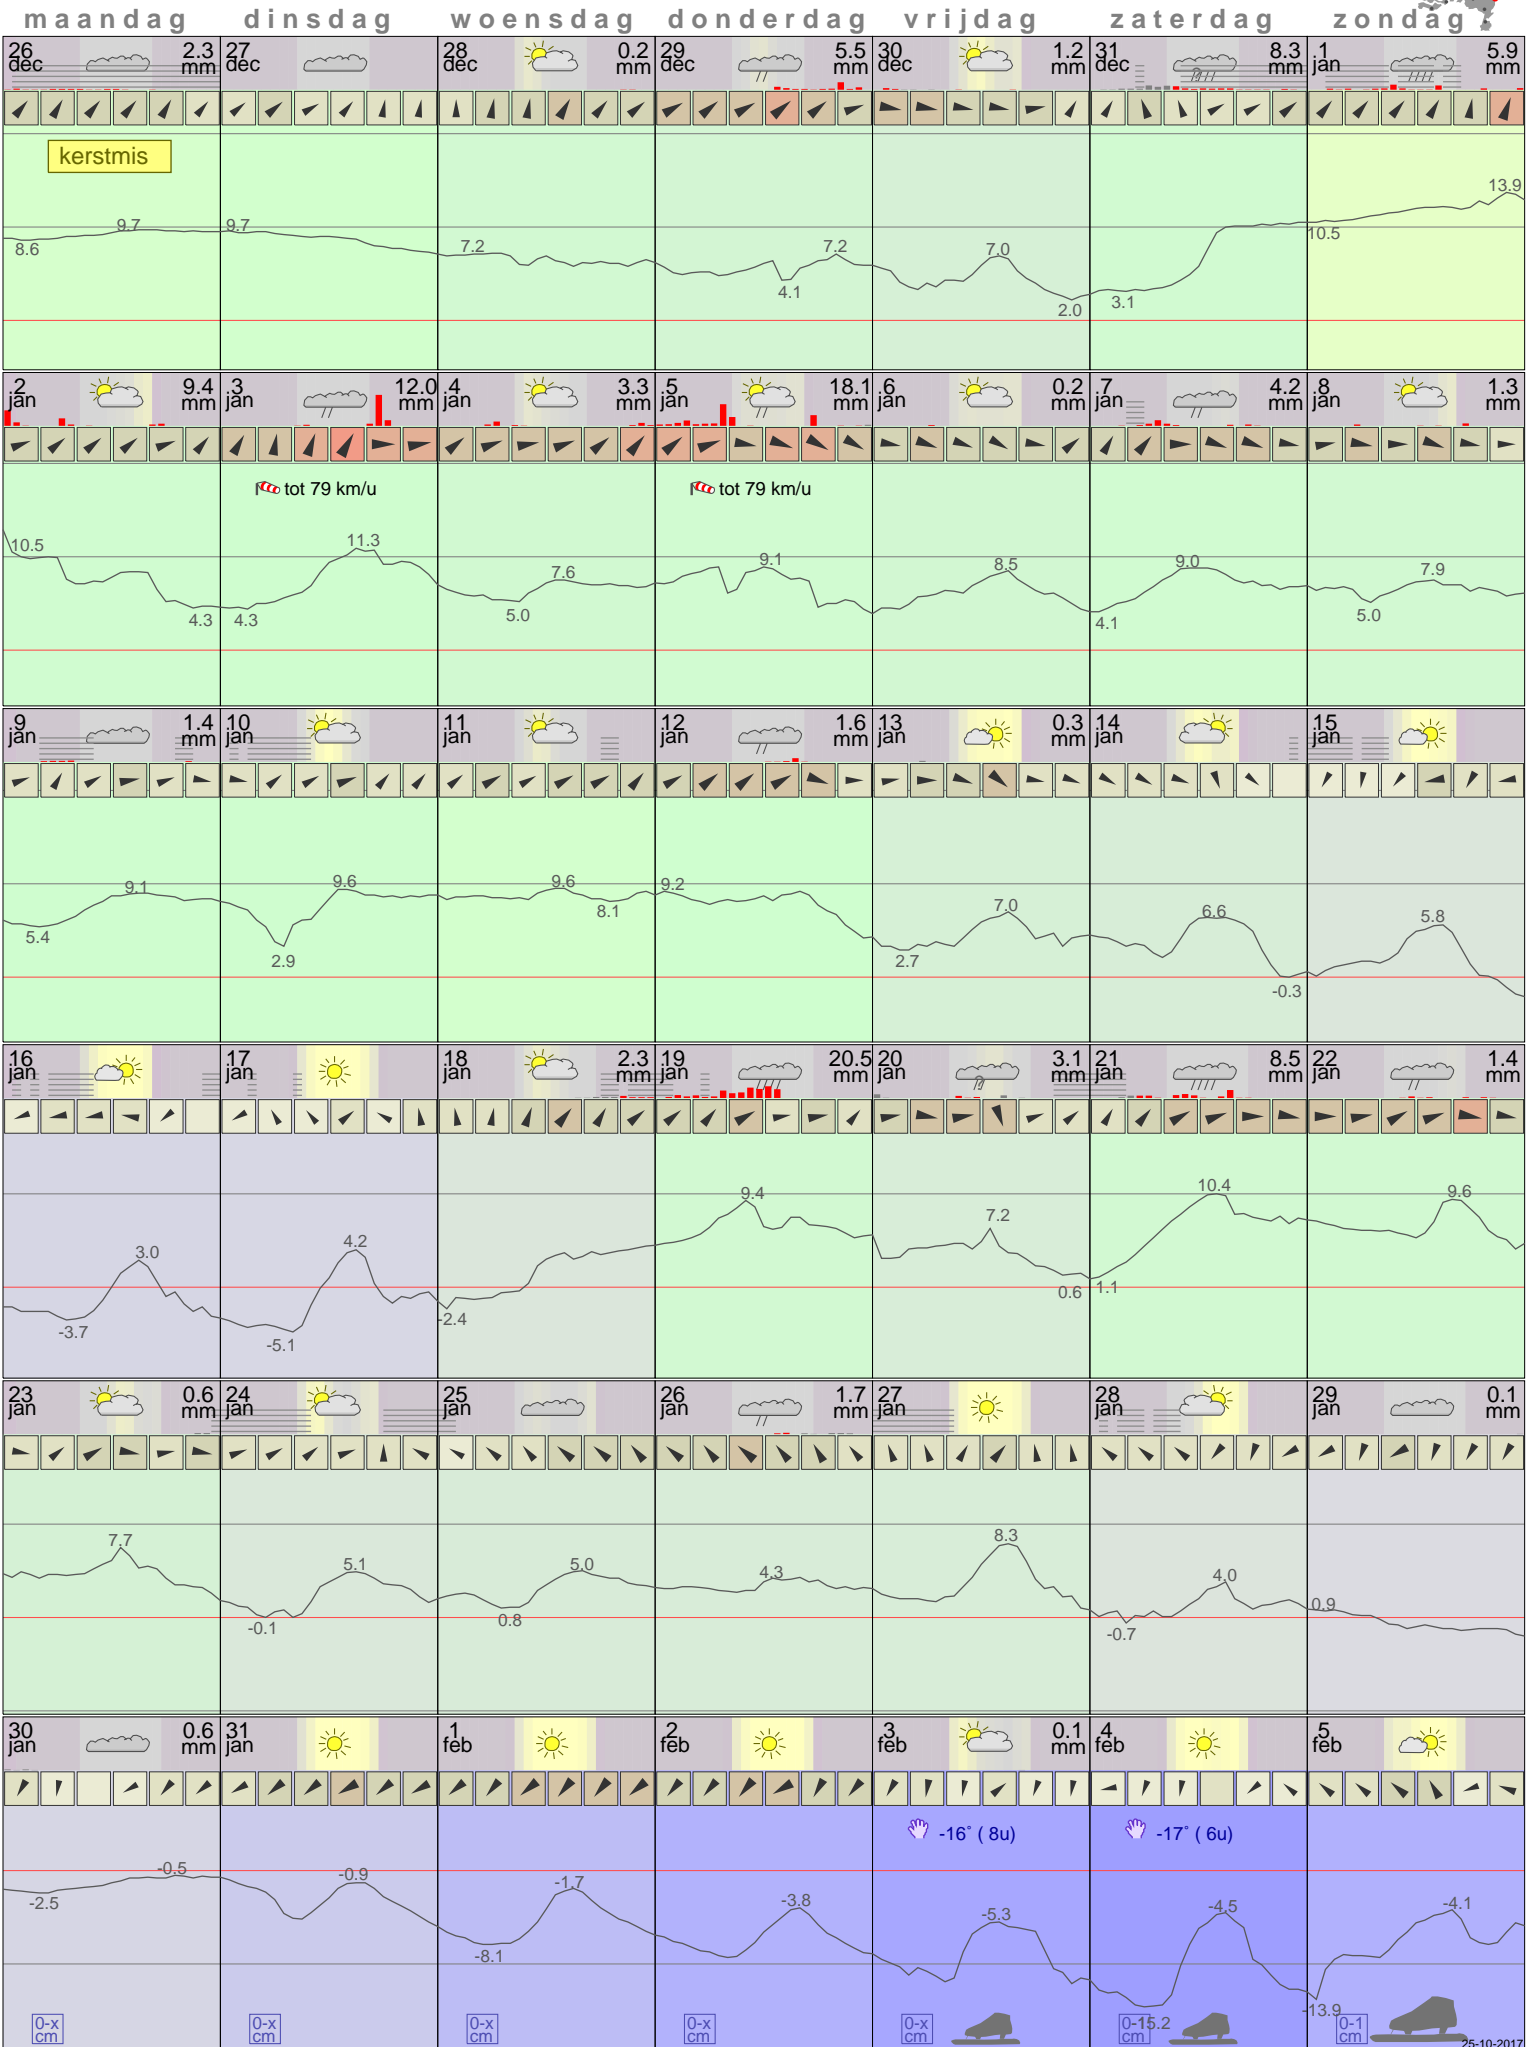 maandag dinsdag woensdag donderdag vrijdag zaterdag zondag
26 dec 2.3 mm 27 dec 28 dec 0.2 mm 29 dec 5.5 mm 30 dec 1.2 mm 31 dec 8.3 mm 1 jan 5.9 mm
kerstmis
8.6 9.7 9.7 7.2 4.1 7.2 7.0 2.0 3.1 10.5 13.9
2 jan 9.4 mm 3 jan 12.0 mm 4 jan 3.3 mm 5 jan 18.1 mm 6 jan 0.2 mm 7 jan 4.2 mm 8 jan 1.3 mm
tot 79 km/u tot 79 km/u
10.5 4.3 4.3 11.3 5.0 7.6 9.1 8.5 4.1 9.0 5.0 7.9
9 jan 1.4 mm 10 jan 11 jan 12 jan 1.6 mm 13 jan 0.3 mm 14 jan 15 jan
5.4 9.1 2.9 9.6 9.6 8.1 9.2 2.7 7.0 6.6 -0.3 5.8
16 jan 17 jan 18 jan 2.3 mm 19 jan 20.5 mm 20 jan 3.1 mm 21 jan 8.5 mm 22 jan 1.4 mm
-3.7 3.0 -5.1 4.2 -2.4 9.4 7.2 0.6 1.1 10.4 9.6
23 jan 0.6 mm 24 jan 25 jan 26 jan 1.7 mm 27 jan 28 jan 29 jan 0.1 mm
7.7 -0.1 5.1 0.8 5.0 4.3 8.3 -0.7 4.0 0.9
30 jan 0.6 mm 31 jan 1 feb 2 feb 3 feb 0.1 mm 4 feb 5 feb
-16° ( 8u) -17° ( 6u)
-2.5 -0.5 -0.9 -8.1 -1.7 -3.8 -5.3 -15.2 -4.5 -13.9 -4.1
0-x cm 0-x cm 0-x cm 0-x cm 0-x cm 0- cm 0-1 cm
25-10-2017